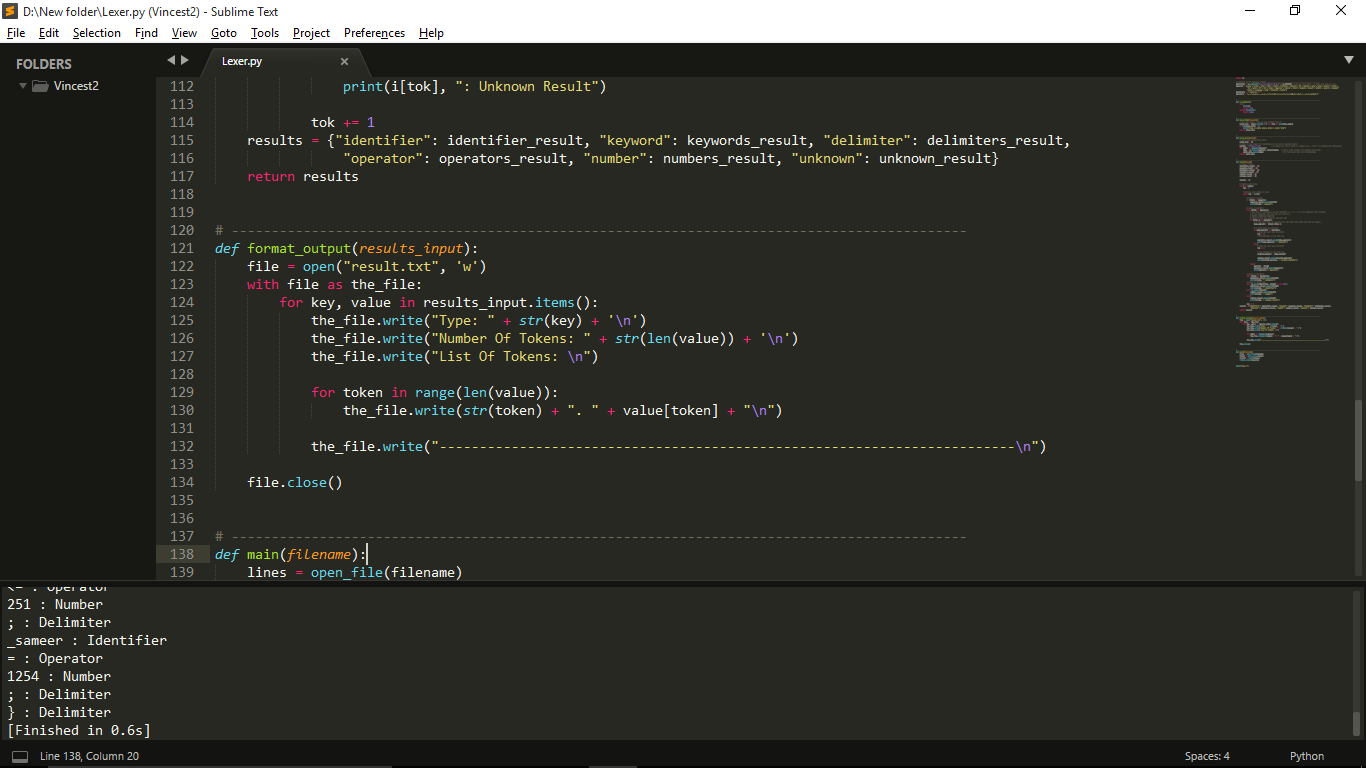 D:\New folder\Lexer.py (Vincest2) - Sublime Text
File Edit Selection Find View Goto Tools Project Preferences Help
FOLDERS
Vincest2
Lexer.py
112                 print(i[tok], ": Unknown Result")
113
114             tok += 1
115     results = {"identifier": identifier_result, "keyword": keywords_result, "delimiter": delimiters_result,
116                 "operator": operators_result, "number": numbers_result, "unknown": unknown_result}
117     return results
118
119
120 # --------------------------------------------------------------------------------------------
121 def format_output(results_input):
122     file = open("result.txt", 'w')
123     with file as the_file:
124         for key, value in results_input.items():
125             the_file.write("Type: " + str(key) + '\n')
126             the_file.write("Number Of Tokens: " + str(len(value)) + '\n')
127             the_file.write("List Of Tokens: \n")
128
129             for token in range(len(value)):
130                 the_file.write(str(token) + ". " + value[token] + "\n")
131
132             the_file.write("------------------------------------------------------------------------\n")
133
134     file.close()
135
136
137 # --------------------------------------------------------------------------------------------
138 def main(filename):
139     lines = open_file(filename)
<= : Operator
251 : Number
; : Delimiter
_sameer : Identifier
= : Operator
1254 : Number
; : Delimiter
} : Delimiter
[Finished in 0.6s]
Line 138, Column 20
Spaces: 4
Python